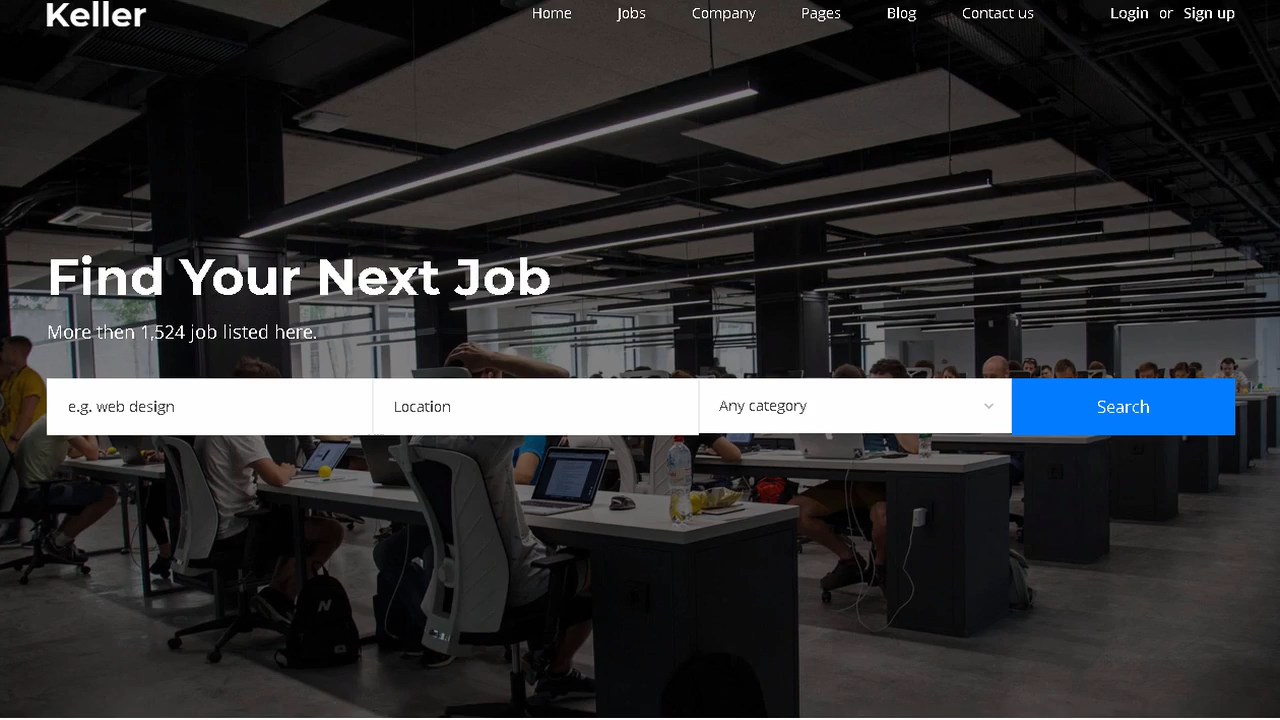 Keller
Home Jobs Company Pages Blog Contact us Login or Sign up
Find Your Next Job
More then 1,524 job listed here.
e.g. web design Location Any category Search
N